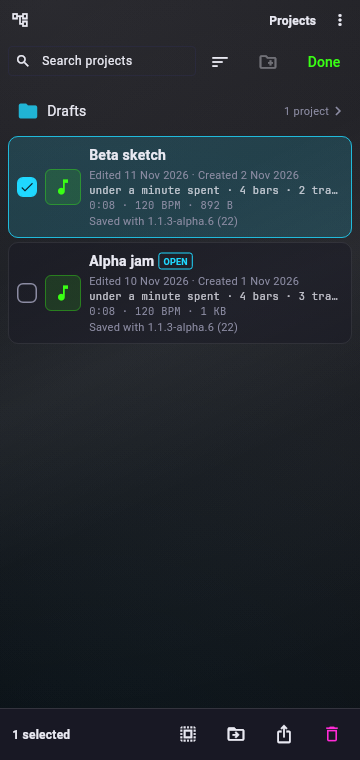 Projects
Search projects
Done
Drafts
1 project
Beta sketch
Edited 11 Nov 2026 · Created 2 Nov 2026
under a minute spent · 4 bars · 2 tra…
0:08 · 120 BPM · 892 B
Saved with 1.1.3-alpha.6 (22)
Alpha jam OPEN
Edited 10 Nov 2026 · Created 1 Nov 2026
under a minute spent · 4 bars · 3 tra…
0:08 · 120 BPM · 1 KB
Saved with 1.1.3-alpha.6 (22)
1 selected